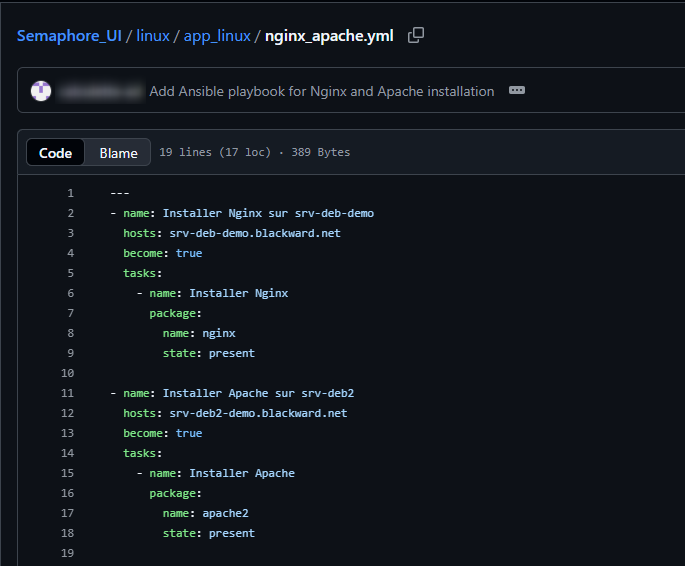 Semaphore_UI / linux / app_linux / nginx_apache.yml
Add Ansible playbook for Nginx and Apache installation
Code Blame 19 lines (17 loc) · 389 Bytes
1 ---
2 - name: Installer Nginx sur srv-deb-demo
3   hosts: srv-deb-demo.blackward.net
4   become: true
5   tasks:
6     - name: Installer Nginx
7       package:
8         name: nginx
9         state: present
10
11 - name: Installer Apache sur srv-deb2
12   hosts: srv-deb2-demo.blackward.net
13   become: true
14   tasks:
15     - name: Installer Apache
16       package:
17         name: apache2
18         state: present
19